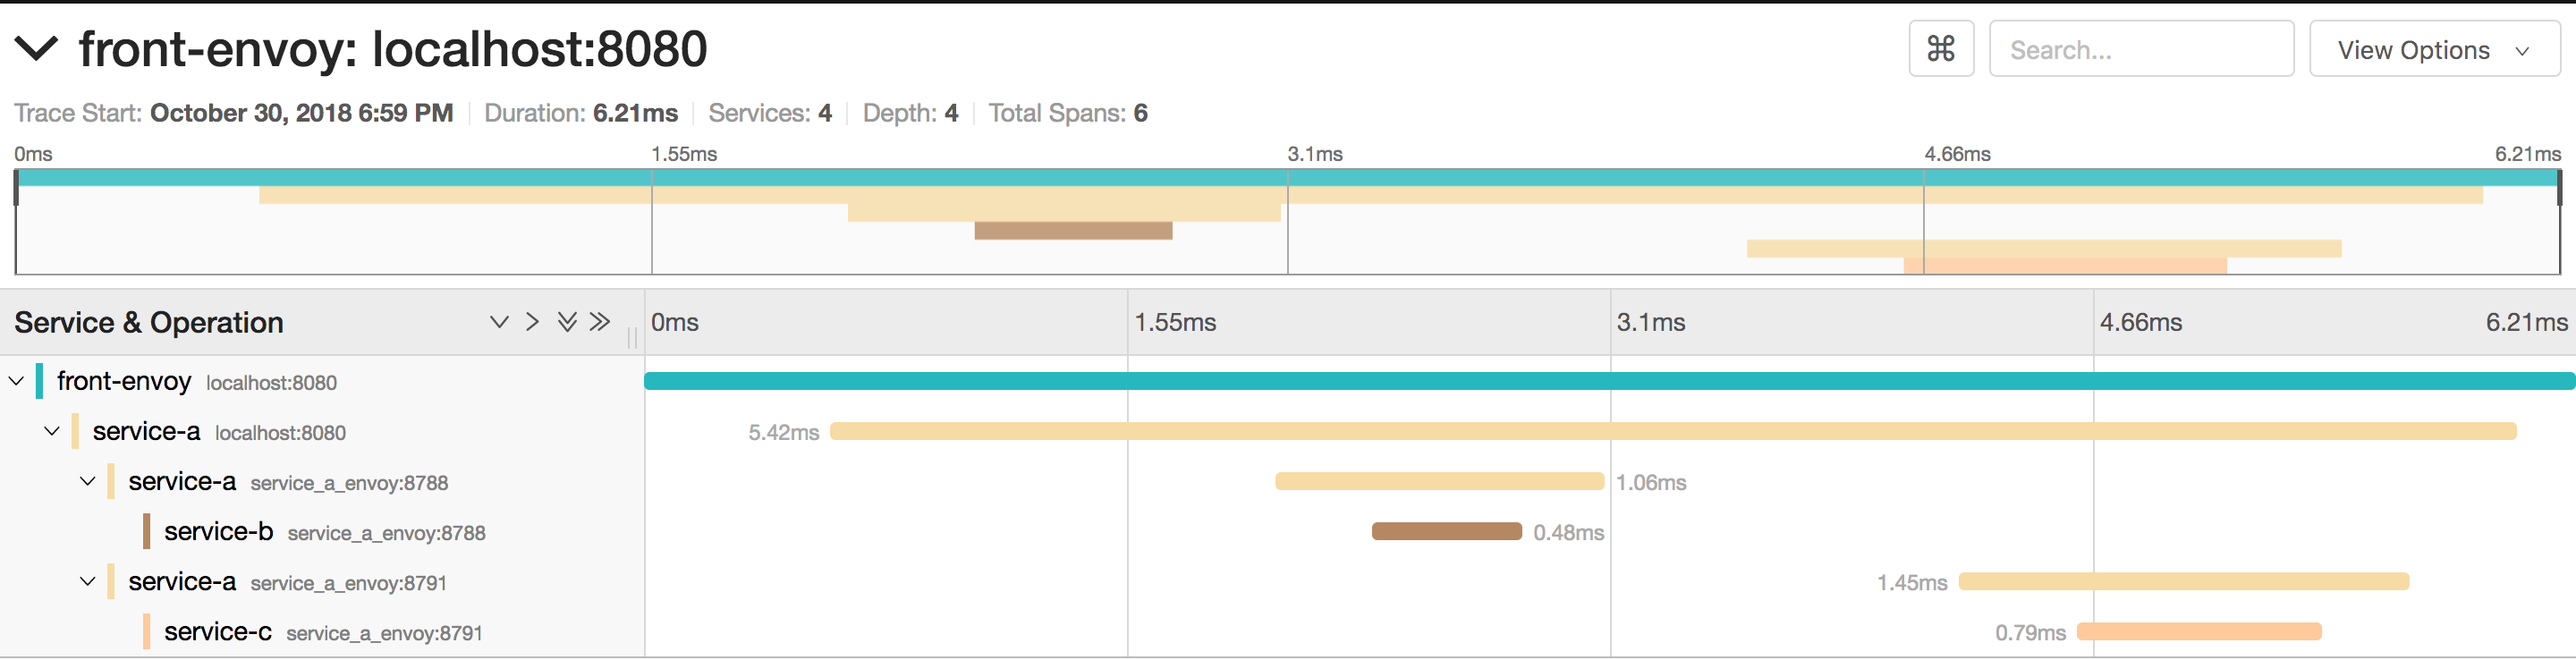 front-envoy: localhost:8080
⌘ Search... View Options
Trace Start: October 30, 2018 6:59 PM Duration: 6.21ms Services: 4 Depth: 4 Total Spans: 6
0ms 1.55ms 3.1ms 4.66ms 6.21ms
Service & Operation 0ms 1.55ms 3.1ms 4.66ms 6.21ms
front-envoy localhost:8080
service-a localhost:8080 5.42ms
service-a service_a_envoy:8788 1.06ms
service-b service_a_envoy:8788 0.48ms
service-a service_a_envoy:8791 1.45ms
service-c service_a_envoy:8791 0.79ms